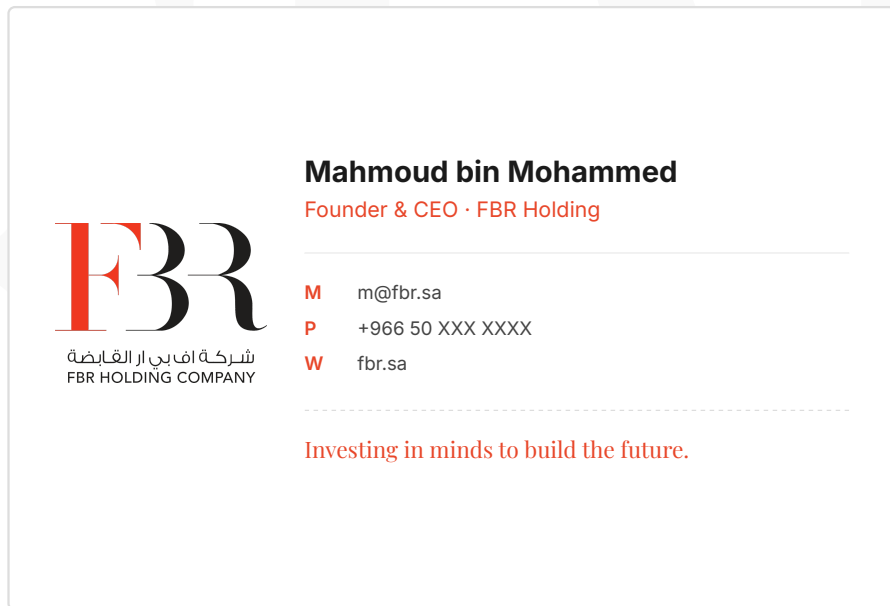 FBR
شركة اف بي ار القابضة
FBR HOLDING COMPANY
Mahmoud bin Mohammed
Founder & CEO · FBR Holding
M m@fbr.sa
P +966 50 XXX XXXX
W fbr.sa
Investing in minds to build the future.